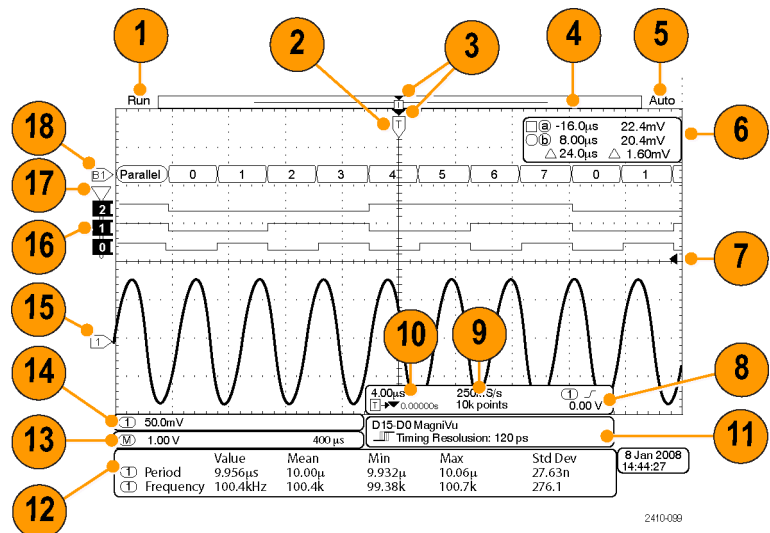 1
2
3
4
5
Run
Auto
T
T
ⓐ -16.0µs 22.4mV
ⓑ 8.00µs 20.4mV
△ 24.0µs △ 1.60mV
6
18
B1
Parallel 0 1 2 3 4 5 6 7 0 1
17
2
16
1
0
7
15
1
10
9
8
4.00µs 250MS/s ① 
T 0.00000s 10k points 0.00 V
14
① 50.0mV
13
Ⓜ 1.00 V 400 µs
D15-D0 MagniVu
Timing Resolusion: 120 ps
11
12
Value Mean Min Max Std Dev
① Period 9.956µs 10.00µ 9.932µ 10.06µ 27.63n
① Frequency 100.4kHz 100.4k 99.38k 100.7k 276.1
8 Jan 2008
14:44:27
2410-099